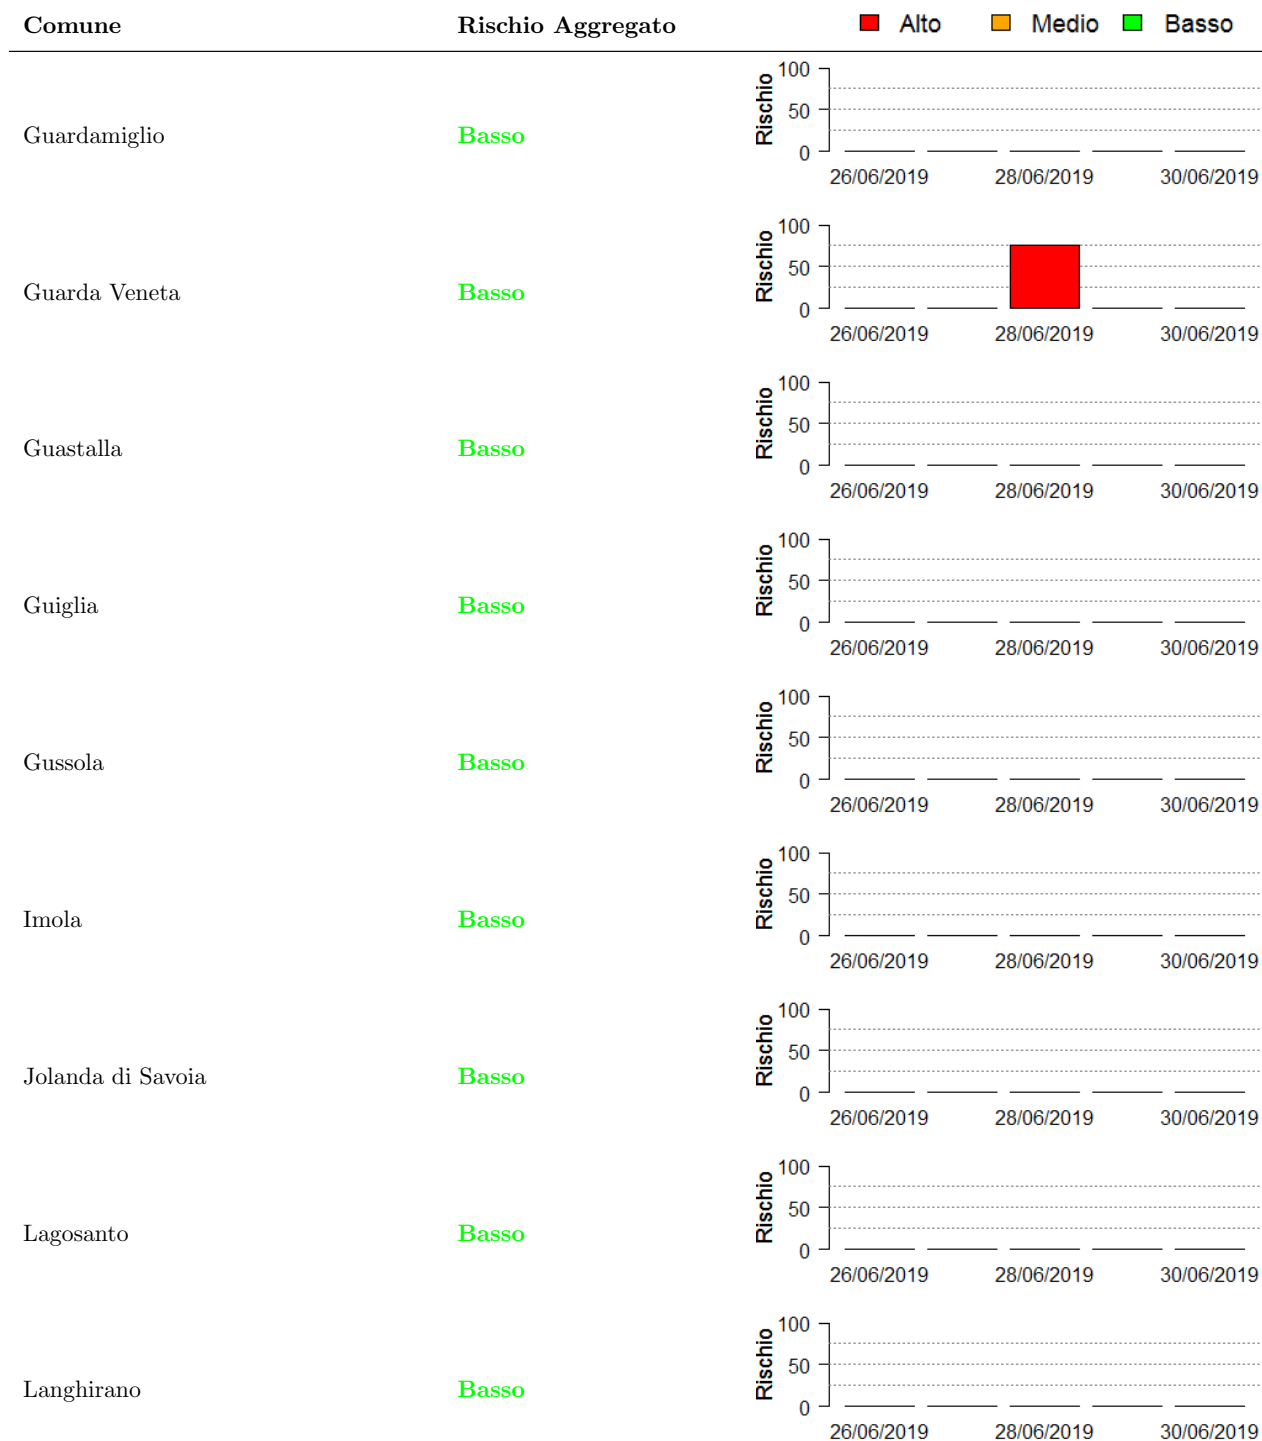 Comune Rischio Aggregato Alto Medio Basso
Guardamiglio Basso Rischio 100 50 0
26/06/2019 28/06/2019 30/06/2019
Guarda Veneta Basso Rischio 100 50 0
26/06/2019 28/06/2019 30/06/2019
Guastalla Basso Rischio 100 50 0
26/06/2019 28/06/2019 30/06/2019
Guiglia Basso Rischio 100 50 0
26/06/2019 28/06/2019 30/06/2019
Gussola Basso Rischio 100 50 0
26/06/2019 28/06/2019 30/06/2019
Imola Basso Rischio 100 50 0
26/06/2019 28/06/2019 30/06/2019
Jolanda di Savoia Basso Rischio 100 50 0
26/06/2019 28/06/2019 30/06/2019
Lagosanto Basso Rischio 100 50 0
26/06/2019 28/06/2019 30/06/2019
Langhirano Basso Rischio 100 50 0
26/06/2019 28/06/2019 30/06/2019